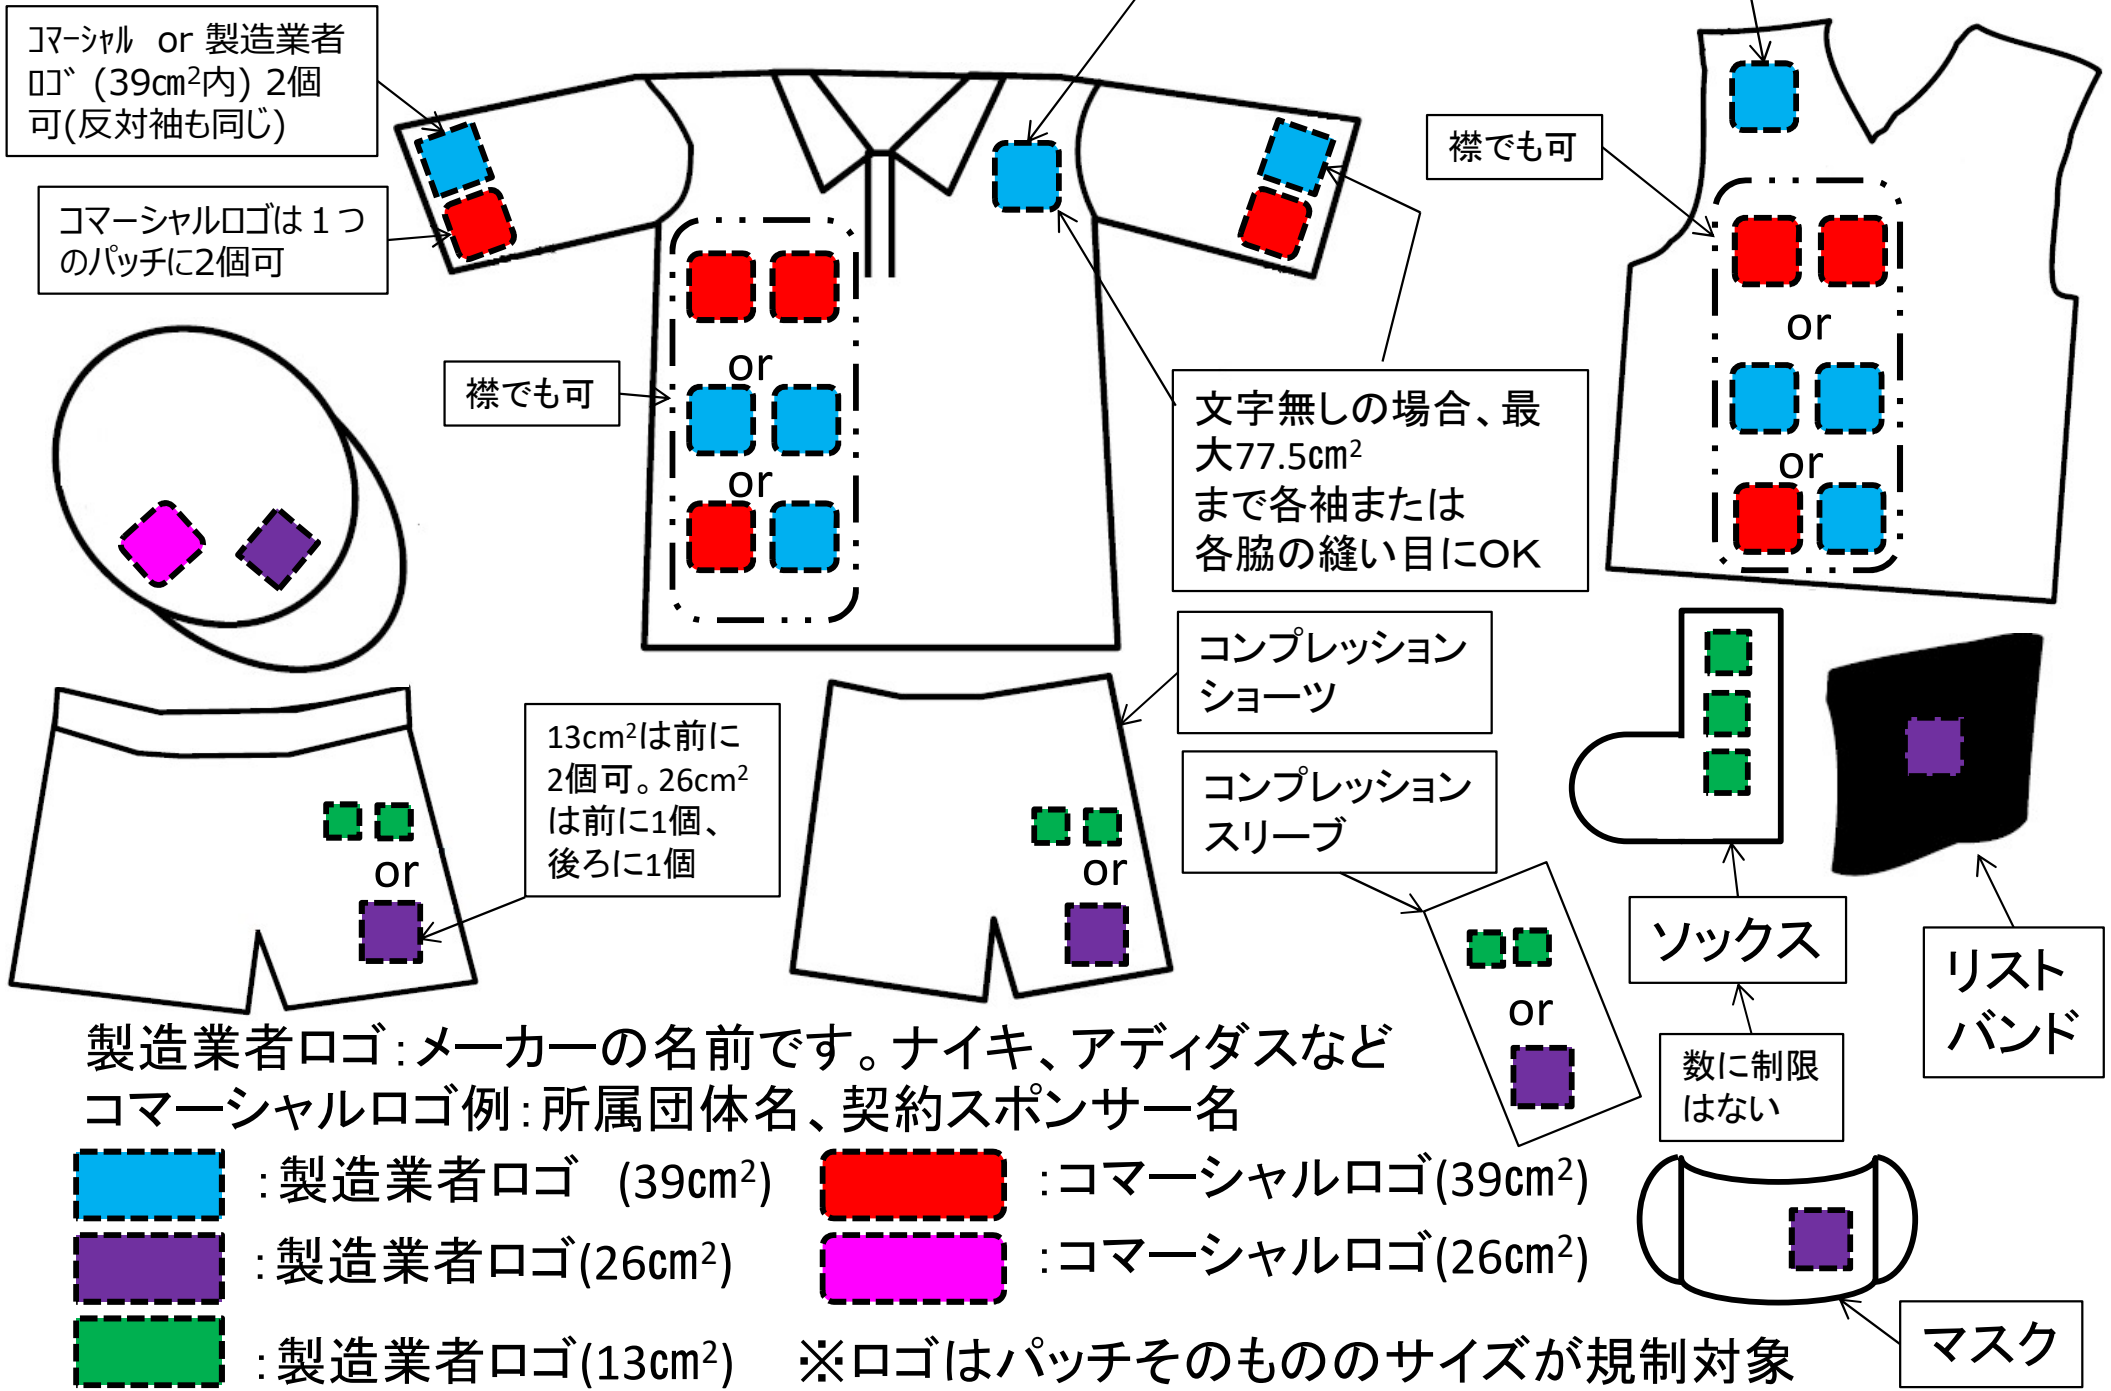 ｺﾏｰｼｬﾙ or 製造業者
ﾛｺﾞ (39㎝²内) 2個
可(反対袖も同じ)
コマーシャルロゴは１つ
のパッチに2個可
襟でも可
襟でも可
or
or
文字無しの場合、最
大77.5㎝²
まで各袖または
各脇の縫い目にＯＫ
or
or
コンプレッション
ショーツ
13cm²は前に
2個可。26cm²
は前に1個、
後ろに1個
or
or
コンプレッション
スリーブ
or
ソックス
数に制限
はない
リスト
バンド
製造業者ロゴ：メーカーの名前です。ナイキ、アディダスなど
コマーシャルロゴ例：所属団体名、契約スポンサー名
：製造業者ロゴ (39㎝²)
：コマーシャルロゴ(39㎝²)
：製造業者ロゴ(26㎝²)
：コマーシャルロゴ(26㎝²)
：製造業者ロゴ(13㎝²)
※ロゴはパッチそのもののサイズが規制対象
マスク